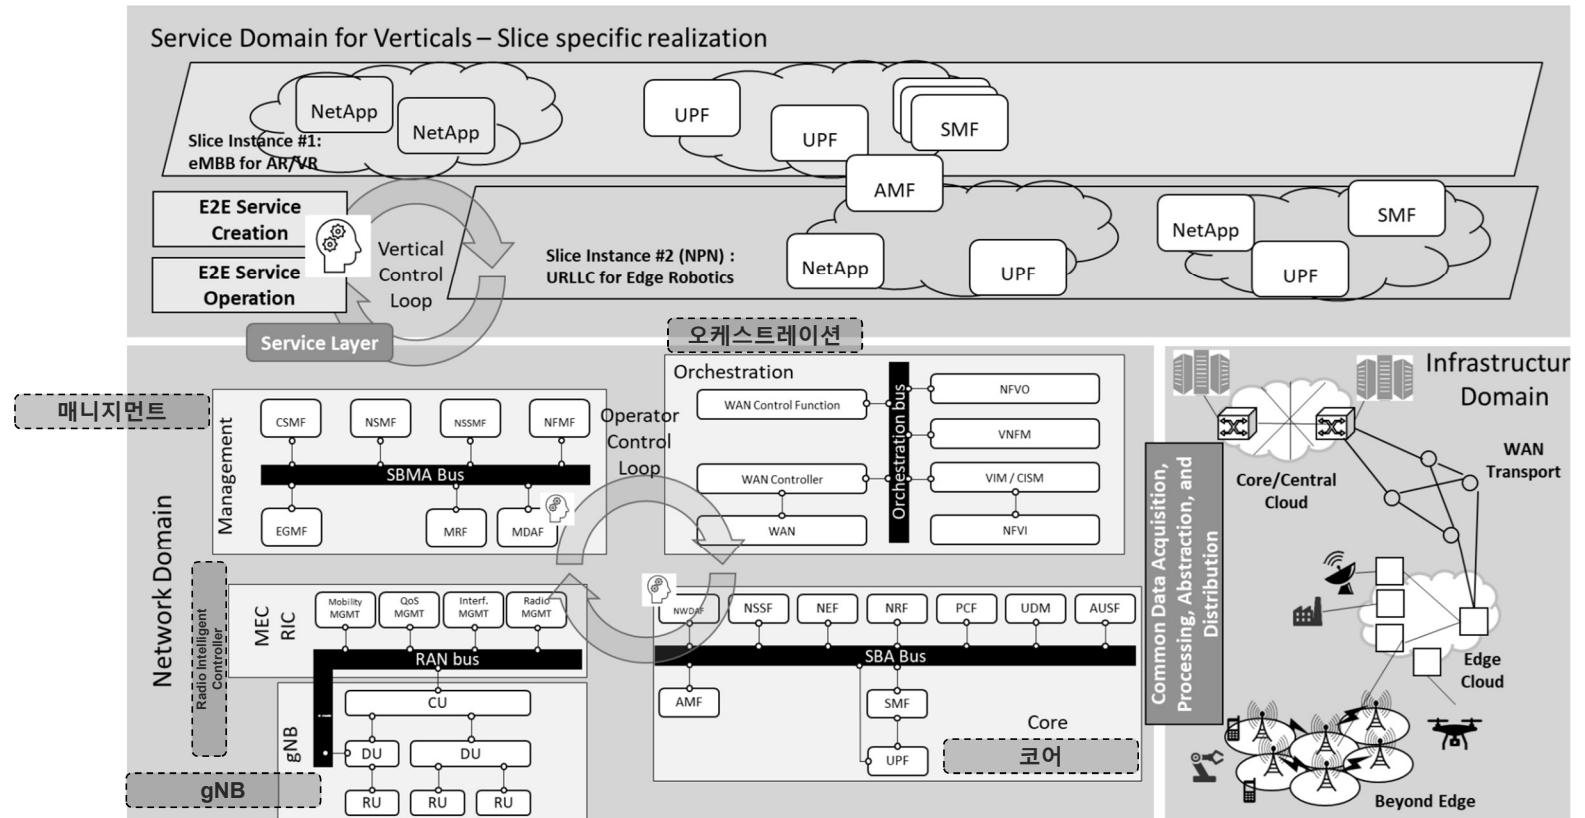 Service Domain for Verticals – Slice specific realization
NetApp
NetApp
Slice Instance #1:
eMBB for AR/VR
UPF
UPF
SMF
AMF
E2E Service
Creation
E2E Service
Operation
Vertical
Control
Loop
Slice Instance #2 (NPN) :
URLLC for Edge Robotics
NetApp
UPF
NetApp
SMF
UPF
Service Layer
오케스트레이션
매니지먼트
Network Domain
Management
CSMF
NSMF
NSSMF
NFMF
SBMA Bus
EGMF
MRF
MDAF
Operator
Control
Loop
Orchestration
WAN Control Function
WAN Controller
WAN
Orchestration bus
NFVO
VNFM
VIM / CISM
NFVI
Radio Intelligent
Controller
MEC
RIC
Mobility
MGMT
QoS
MGMT
Interf.
MGMT
Radio
MGMT
RAN bus
gNB
CU
DU
DU
RU
RU
RU
gNB
NWDAF
NSSF
NEF
NRF
PCF
UDM
AUSF
SBA Bus
AMF
SMF
UPF
Core
코어
Common Data Acquisition,
Processing, Abstraction, and
Distribution
Infrastructur
Domain
Core/Central
Cloud
WAN
Transport
Edge
Cloud
Beyond Edge